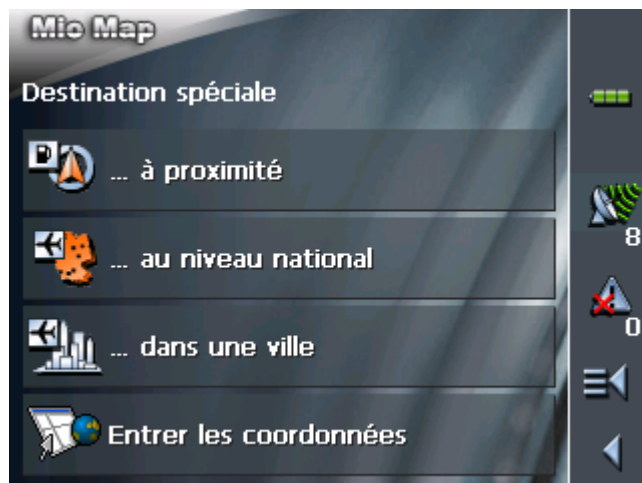 Mio Map
Destination spéciale
... à proximité
... au niveau national
8
... dans une ville
0
Entrer les coordonnées